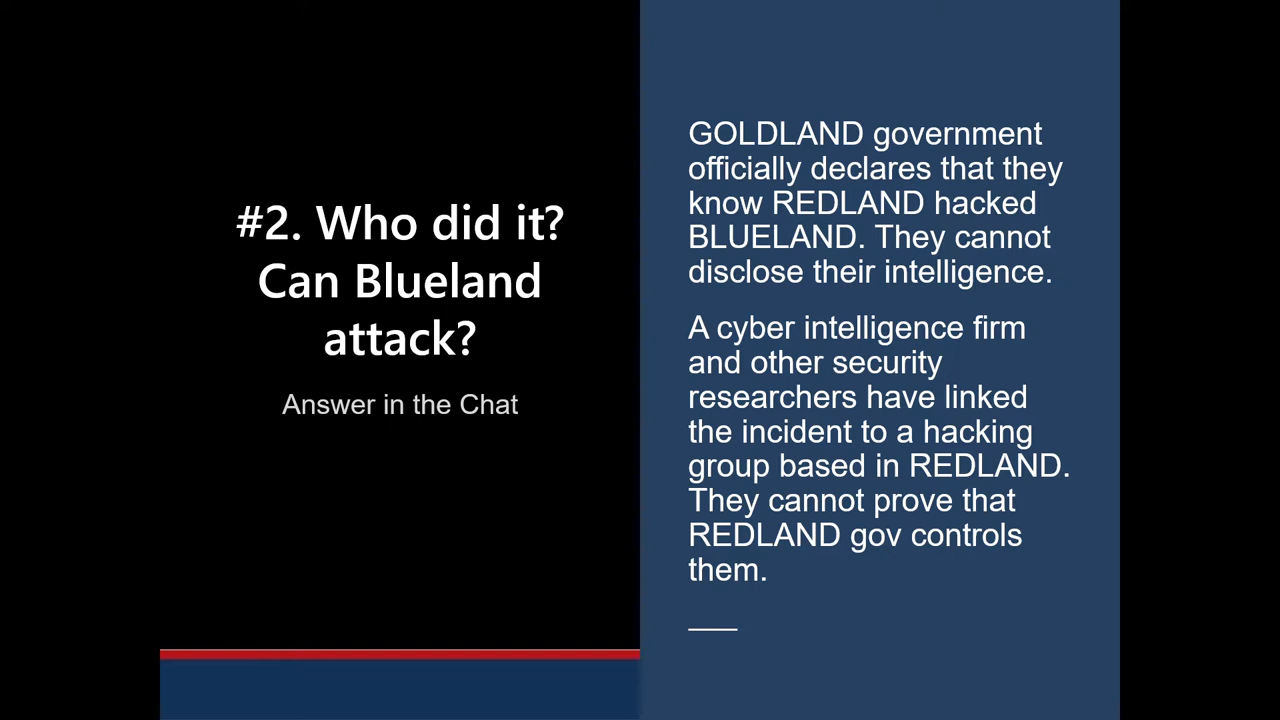 #2. Who did it?
Can Blueland
attack?
Answer in the Chat
GOLDLAND government
officially declares that they
know REDLAND hacked
BLUELAND. They cannot
disclose their intelligence.
A cyber intelligence firm
and other security
researchers have linked
the incident to a hacking
group based in REDLAND.
They cannot prove that
REDLAND gov controls
them.